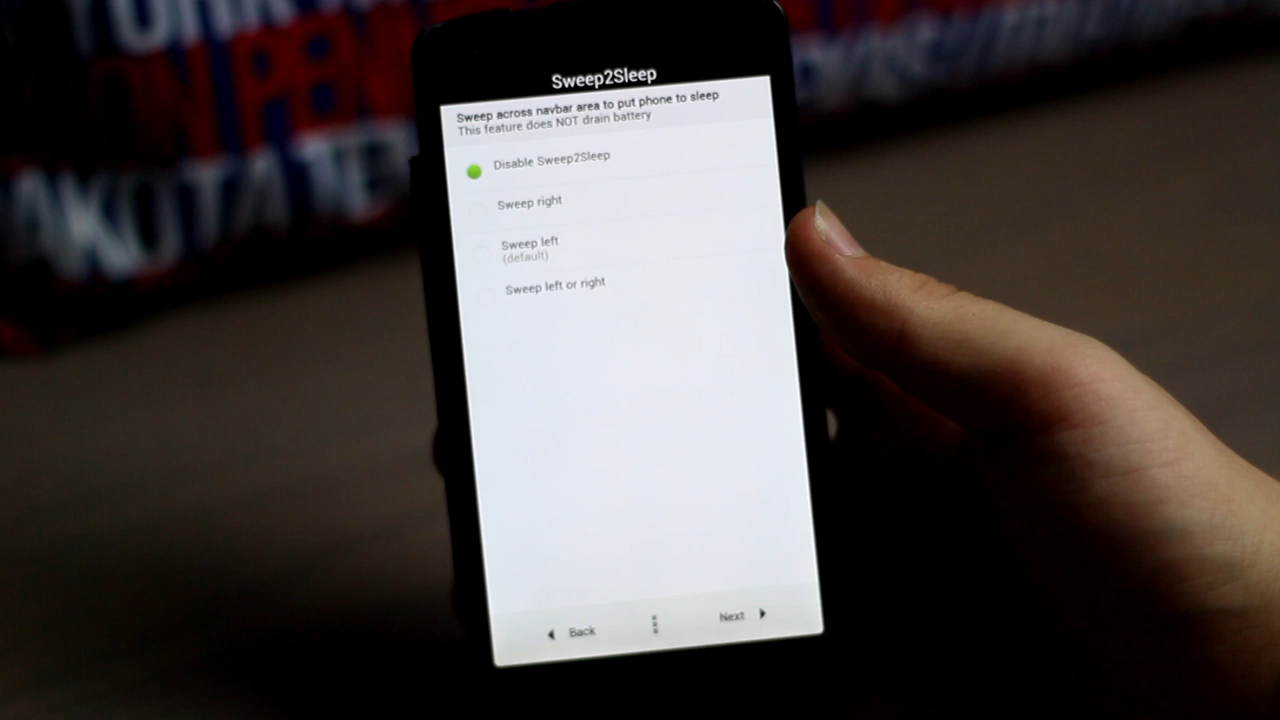 YORK
Sweep2Sleep
Sweep across navbar area to put phone to sleep
This feature does NOT drain battery
Disable Sweep2Sleep
Sweep right
Sweep left
(default)
Sweep left or right
Back
Next